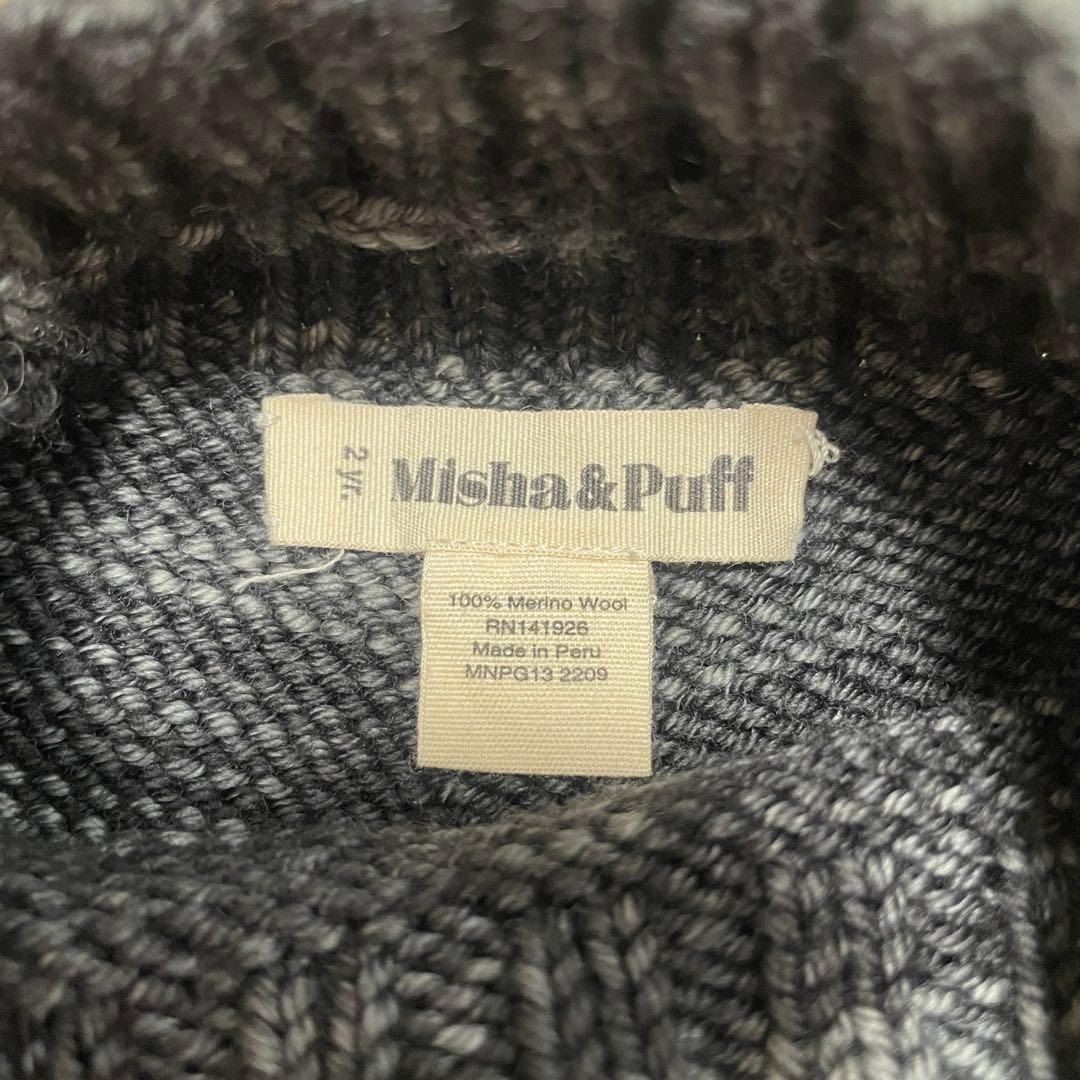 2 yr.
Misha&Puff
100% Merino Wool
RN141926
Made in Peru
MNPG13 2209